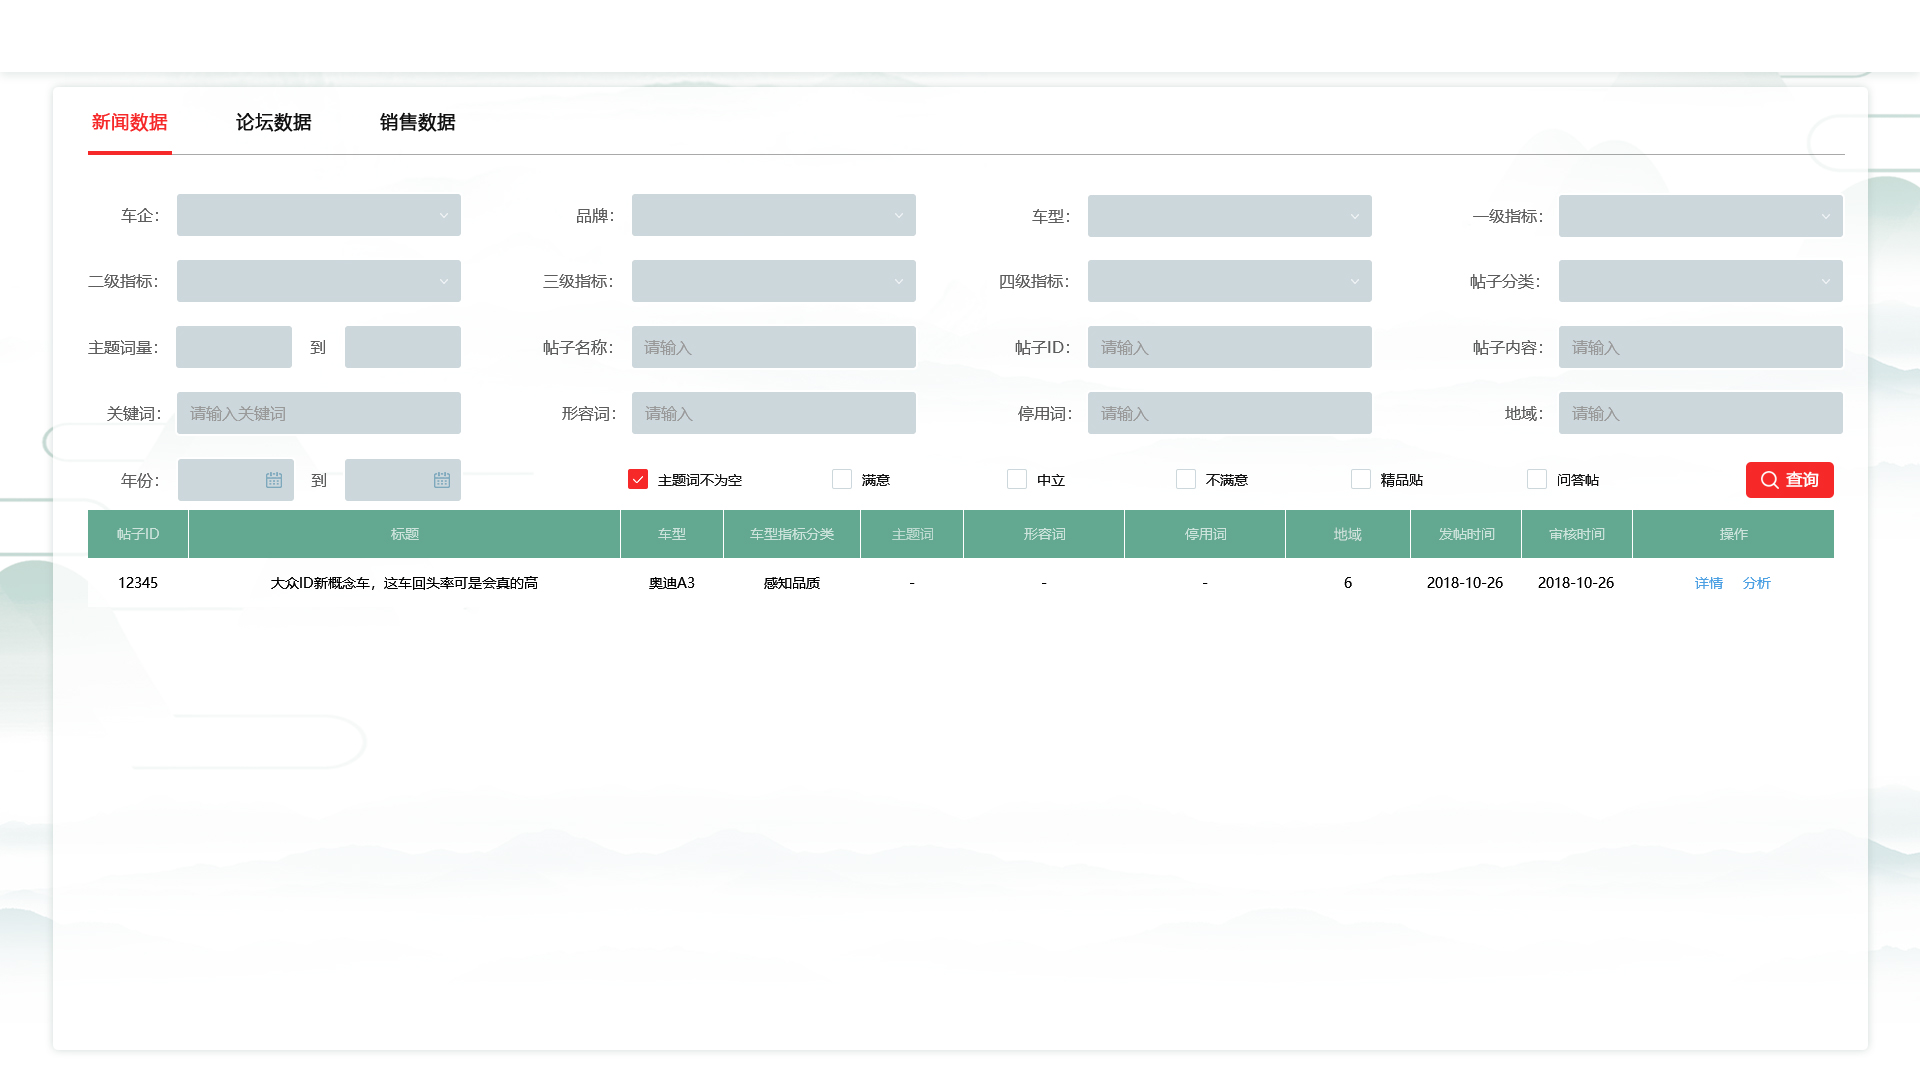 新闻数据 论坛数据 销售数据
车企： 品牌： 车型： 一级指标：
二级指标： 三级指标： 四级指标： 帖子分类：
主题词量： 到 帖子名称： 请输入 帖子ID： 请输入 帖子内容： 请输入
关键词： 请输入关键词 形容词： 请输入 停用词： 请输入 地域： 请输入
年份： 到 主题词不为空 满意 中立 不满意 精品贴 问答帖 查询
帖子ID 标题 车型 车型指标分类 主题词 形容词 停用词 地域 发帖时间 审核时间 操作
12345 大众ID新概念车，这车回头率可是会真的高 奥迪A3 感知品质 - - - 6 2018-10-26 2018-10-26 详情 分析